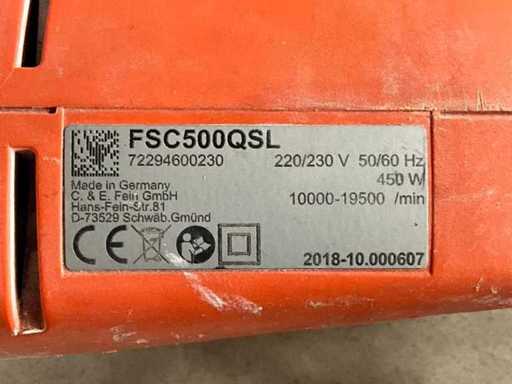 FSC500QSL
72294600230 220/230 V 50/60 Hz
450 W
Made in Germany
C. & E. Fein GmbH 10000-19500 /min
Hans-Fein-Str.81
D-73529 Schwäb.Gmünd
CE
2018-10.000607